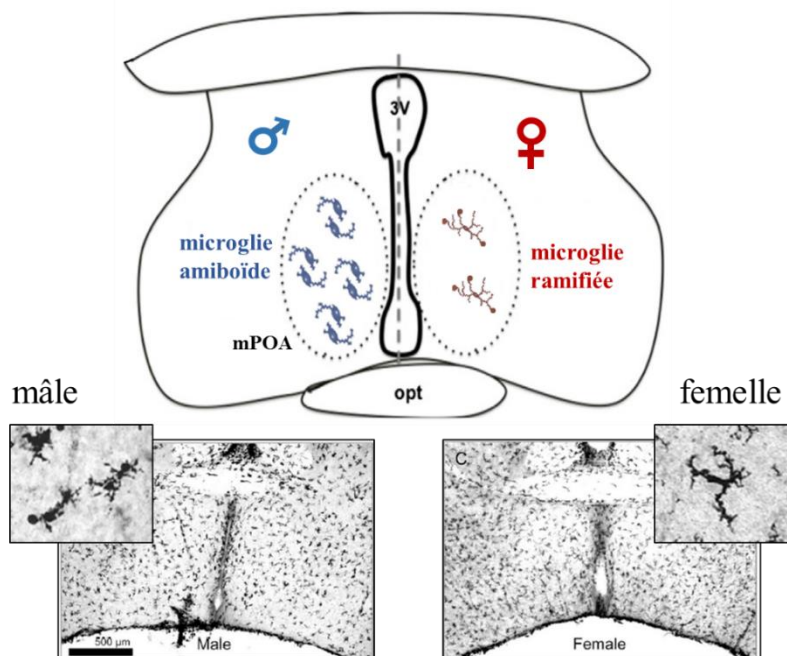 3V
♂
♀
microglie
amiboïde
microglie
ramifiée
mPOA
opt
mâle
femelle
C
500 µm
Male
Female